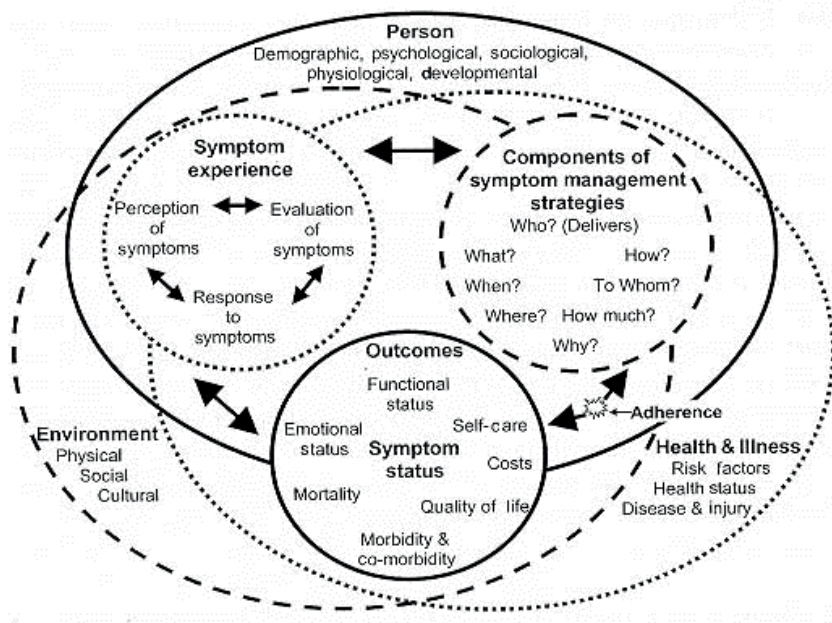 Person
Demographic, psychological, sociological,
physiological, developmental
Symptom
experience
Perception
of
symptoms
Evaluation
of
symptoms
Response
to
symptoms
Components of
symptom management
strategies
Who? (Delivers)
What?
How?
When?
To Whom?
Where?
How much?
Why?
Outcomes
Functional
status
Emotional
status
Self-care
Symptom
status
Costs
Mortality
Quality of life
Morbidity &
co-morbidity
Adherence
Environment
Physical
Social
Cultural
Health & Illness
Risk factors
Health status
Disease & injury